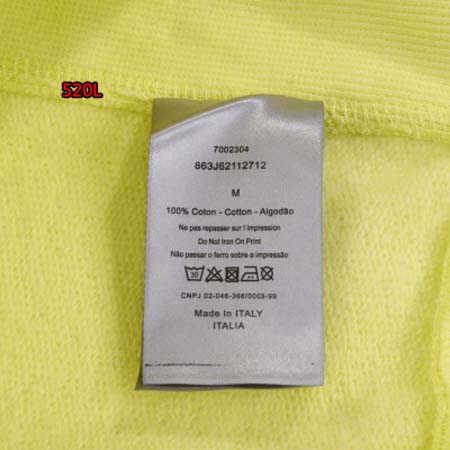 520L
7002304
863J62112712
M
100% Coton - Cotton - Algodão
Ne pas repasser sur l impression
Do Not Iron On Print
Não passar o ferro sobre a impressão
30
CNPJ 02-046-366/0003-99
Made In ITALY
ITALIA